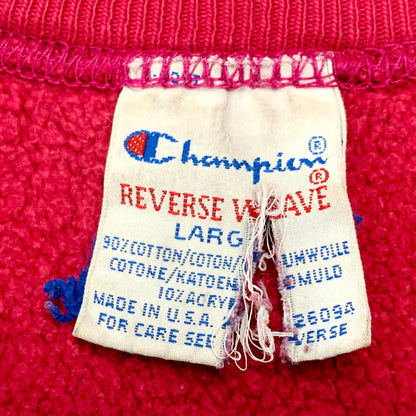 Champion®
REVERSE WEAVE®
LARG
90% COTTON/COTON/ UMWOLLE
COTONE/KATOEN OMULD
10% ACRY
MADE IN U.S.A. 26094
FOR CARE SEE VERSE